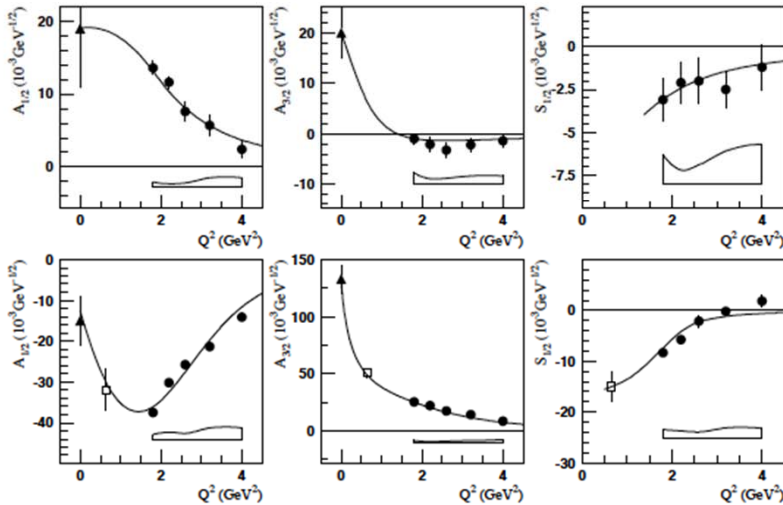 A1/2 (10-3GeV-1/2)
20
10
0
0 2 4
Q2 (GeV2)
A3/2 (10-3GeV-1/2)
20
10
0
-10
0 2 4
Q2 (GeV2)
S1/2 (10-3GeV-1/2)
0
-2.5
-5
-7.5
0 2 4
Q2 (GeV2)
A1/2 (10-3GeV-1/2)
0
-10
-20
-30
-40
0 2 4
Q2 (GeV2)
A3/2 (10-3GeV-1/2)
150
100
50
0
0 2 4
Q2 (GeV2)
S1/2 (10-3GeV-1/2)
0
-10
-20
-30
0 2 4
Q2 (GeV2)